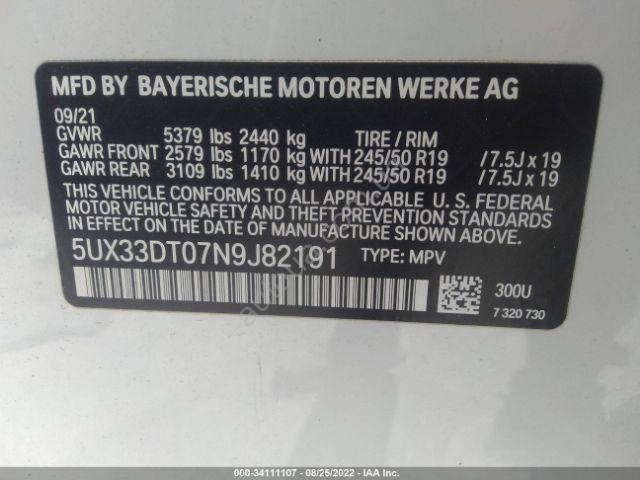 MFD BY BAYERISCHE MOTOREN WERKE AG
09/21
GVWR 5379 lbs 2440 kg TIRE / RIM
GAWR FRONT 2579 lbs 1170 kg WITH 245/50 R19 /7.5J x 19
GAWR REAR 3109 lbs 1410 kg WITH 245/50 R19 /7.5J x 19
THIS VEHICLE CONFORMS TO ALL APPLICABLE U. S. FEDERAL
MOTOR VEHICLE SAFETY AND THEFT PREVENTION STANDARDS
IN EFFECT ON THE DATE OF MANUFACTURE SHOWN ABOVE.
5UX33DT07N9J82191 TYPE: MPV
300U
7 320 730
IAA - 34111107 - 08/25/2022 - IAA Auctions